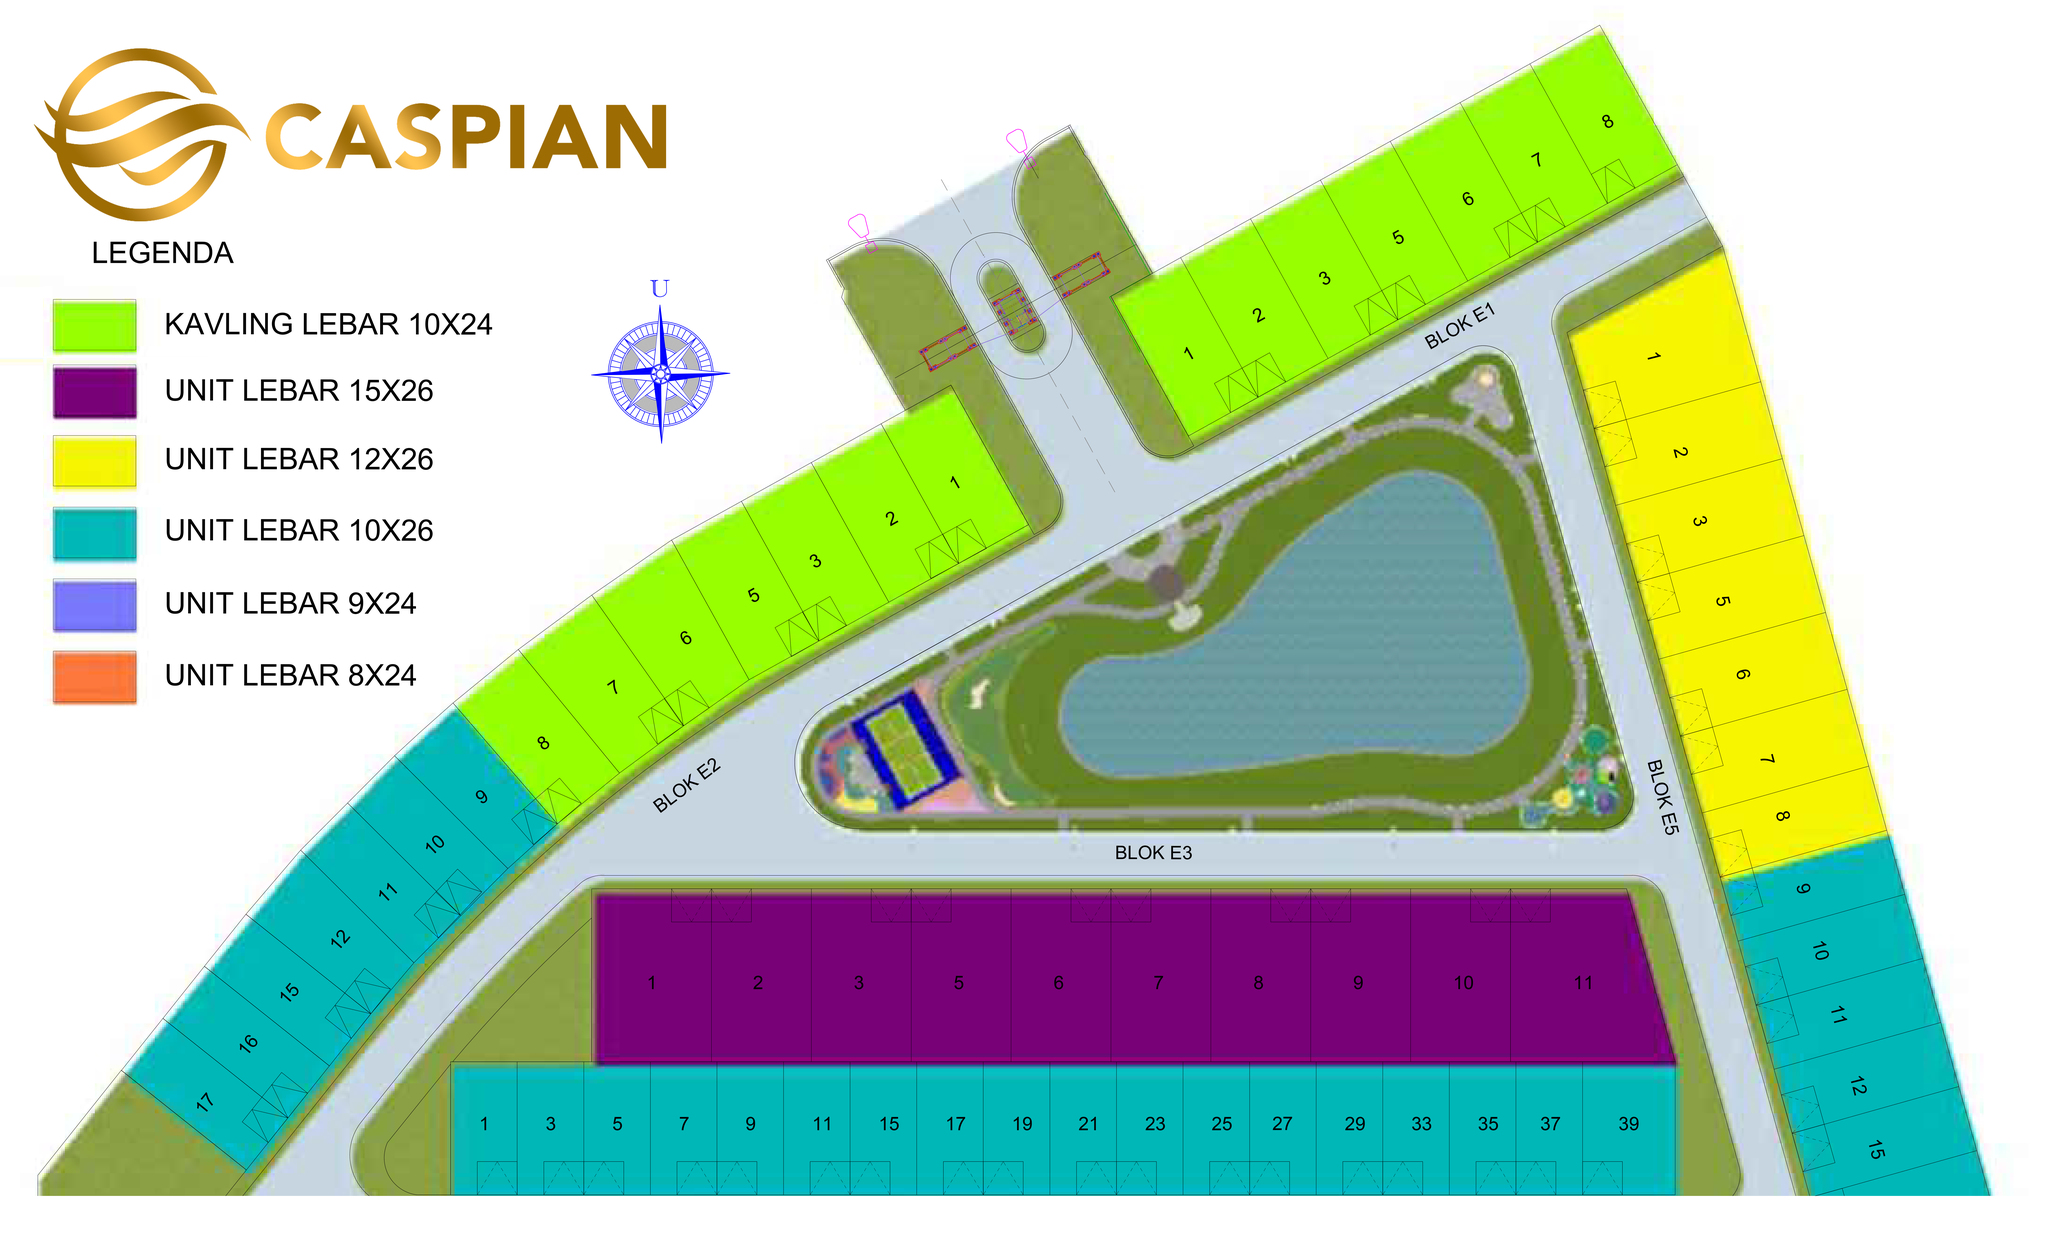 CASPIAN
LEGENDA
KAVLING LEBAR 10X24
UNIT LEBAR 15X26
UNIT LEBAR 12X26
UNIT LEBAR 10X26
UNIT LEBAR 9X24
UNIT LEBAR 8X24
U
1
2
3
5
6
7
8
BLOK E1
1
2
3
5
6
7
8
9
10
11
12
15
16
17
BLOK E2
BLOK E3
1 2 3 5 6 7 8 9 10 11
BLOK E5
1
2
3
5
6
7
8
9
10
11
12
15
1 3 5 7 9 11 15 17 19 21 23 25 27 29 33 35 37 39